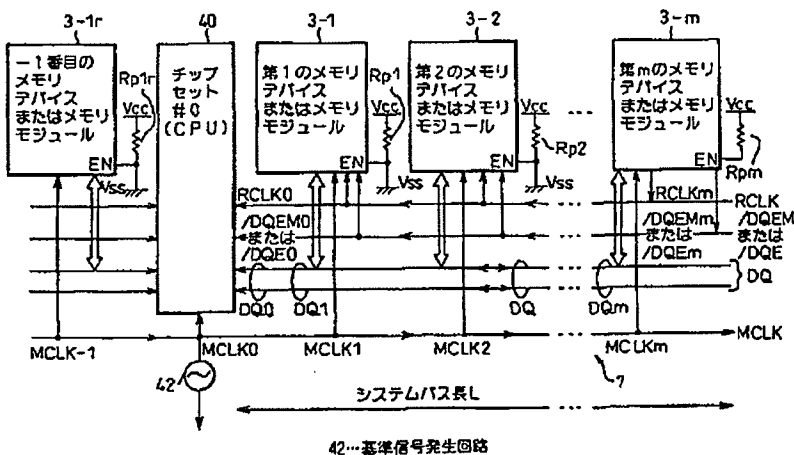 3-1r
40
3-1
3-2
3-m
−1番目の
メモリ
デバイス
またはメモリ
モジュール
Rp1r
Vcc
EN
Vss
チップ
セット
#0
(CPU)
第1のメモリ
デバイス
またはメモリ
モジュール
Rp1
Vcc
EN
Vss
第2のメモリ
デバイス
またはメモリ
モジュール
Vcc
Rp2
EN
Vss
...
第mのメモリ
デバイス
またはメモリ
モジュール
Vcc
EN
Rpm
RCLK0
RCLKm
RCLK
/DQEM0
または
/DQE0
/DQEMm
または
/DQEm
/DQEM
または
/DQE
DQ0
DQ1
DQ
DQm
DQ
MCLK-1
MCLK0
MCLK1
MCLK2
MCLKm
MCLK
42
7
システムバス長L
42…基準信号発生回路